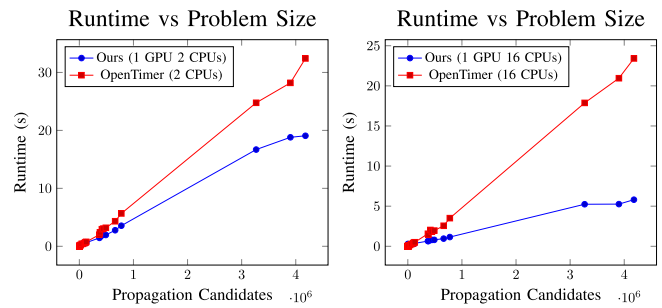 Runtime vs Problem Size
Ours (1 GPU 2 CPUs)
OpenTimer (2 CPUs)
Runtime (s)
30
20
10
0
0
1
2
3
4
·10^6
Propagation Candidates
Runtime vs Problem Size
Ours (1 GPU 16 CPUs)
OpenTimer (16 CPUs)
Runtime (s)
25
20
15
10
5
0
0
1
2
3
4
·10^6
Propagation Candidates